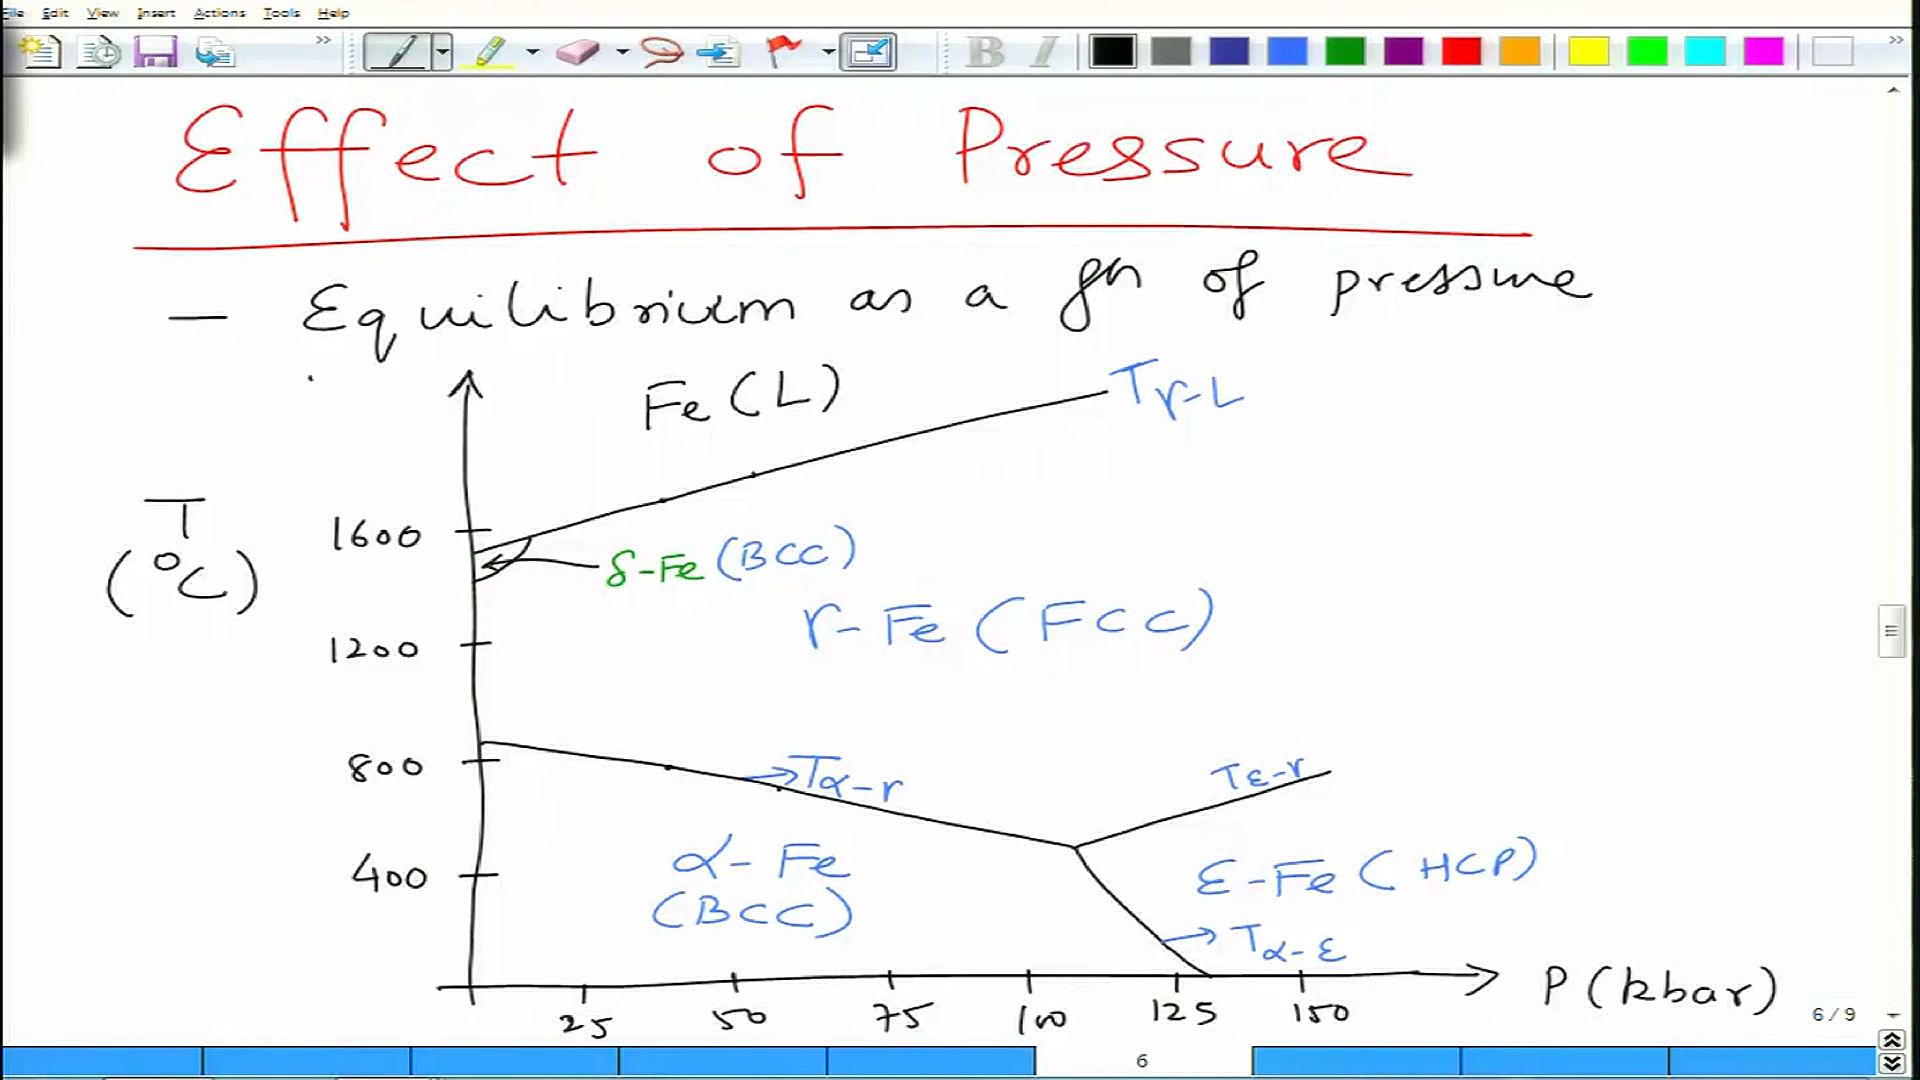 File Edit View Insert Actions Tools Help
B I
Effect of Pressure
— Equilibrium as a fn of pressure
Fe(L)
Tγ-L
T
(°C)
1600
δ-Fe (BCC)
γ-Fe (FCC)
1200
800
Tα-γ
Tε-γ
α-Fe
(BCC)
ε-Fe (HCP)
400
Tα-ε
P (kbar)
25 50 75 100 125 150
6/9
6